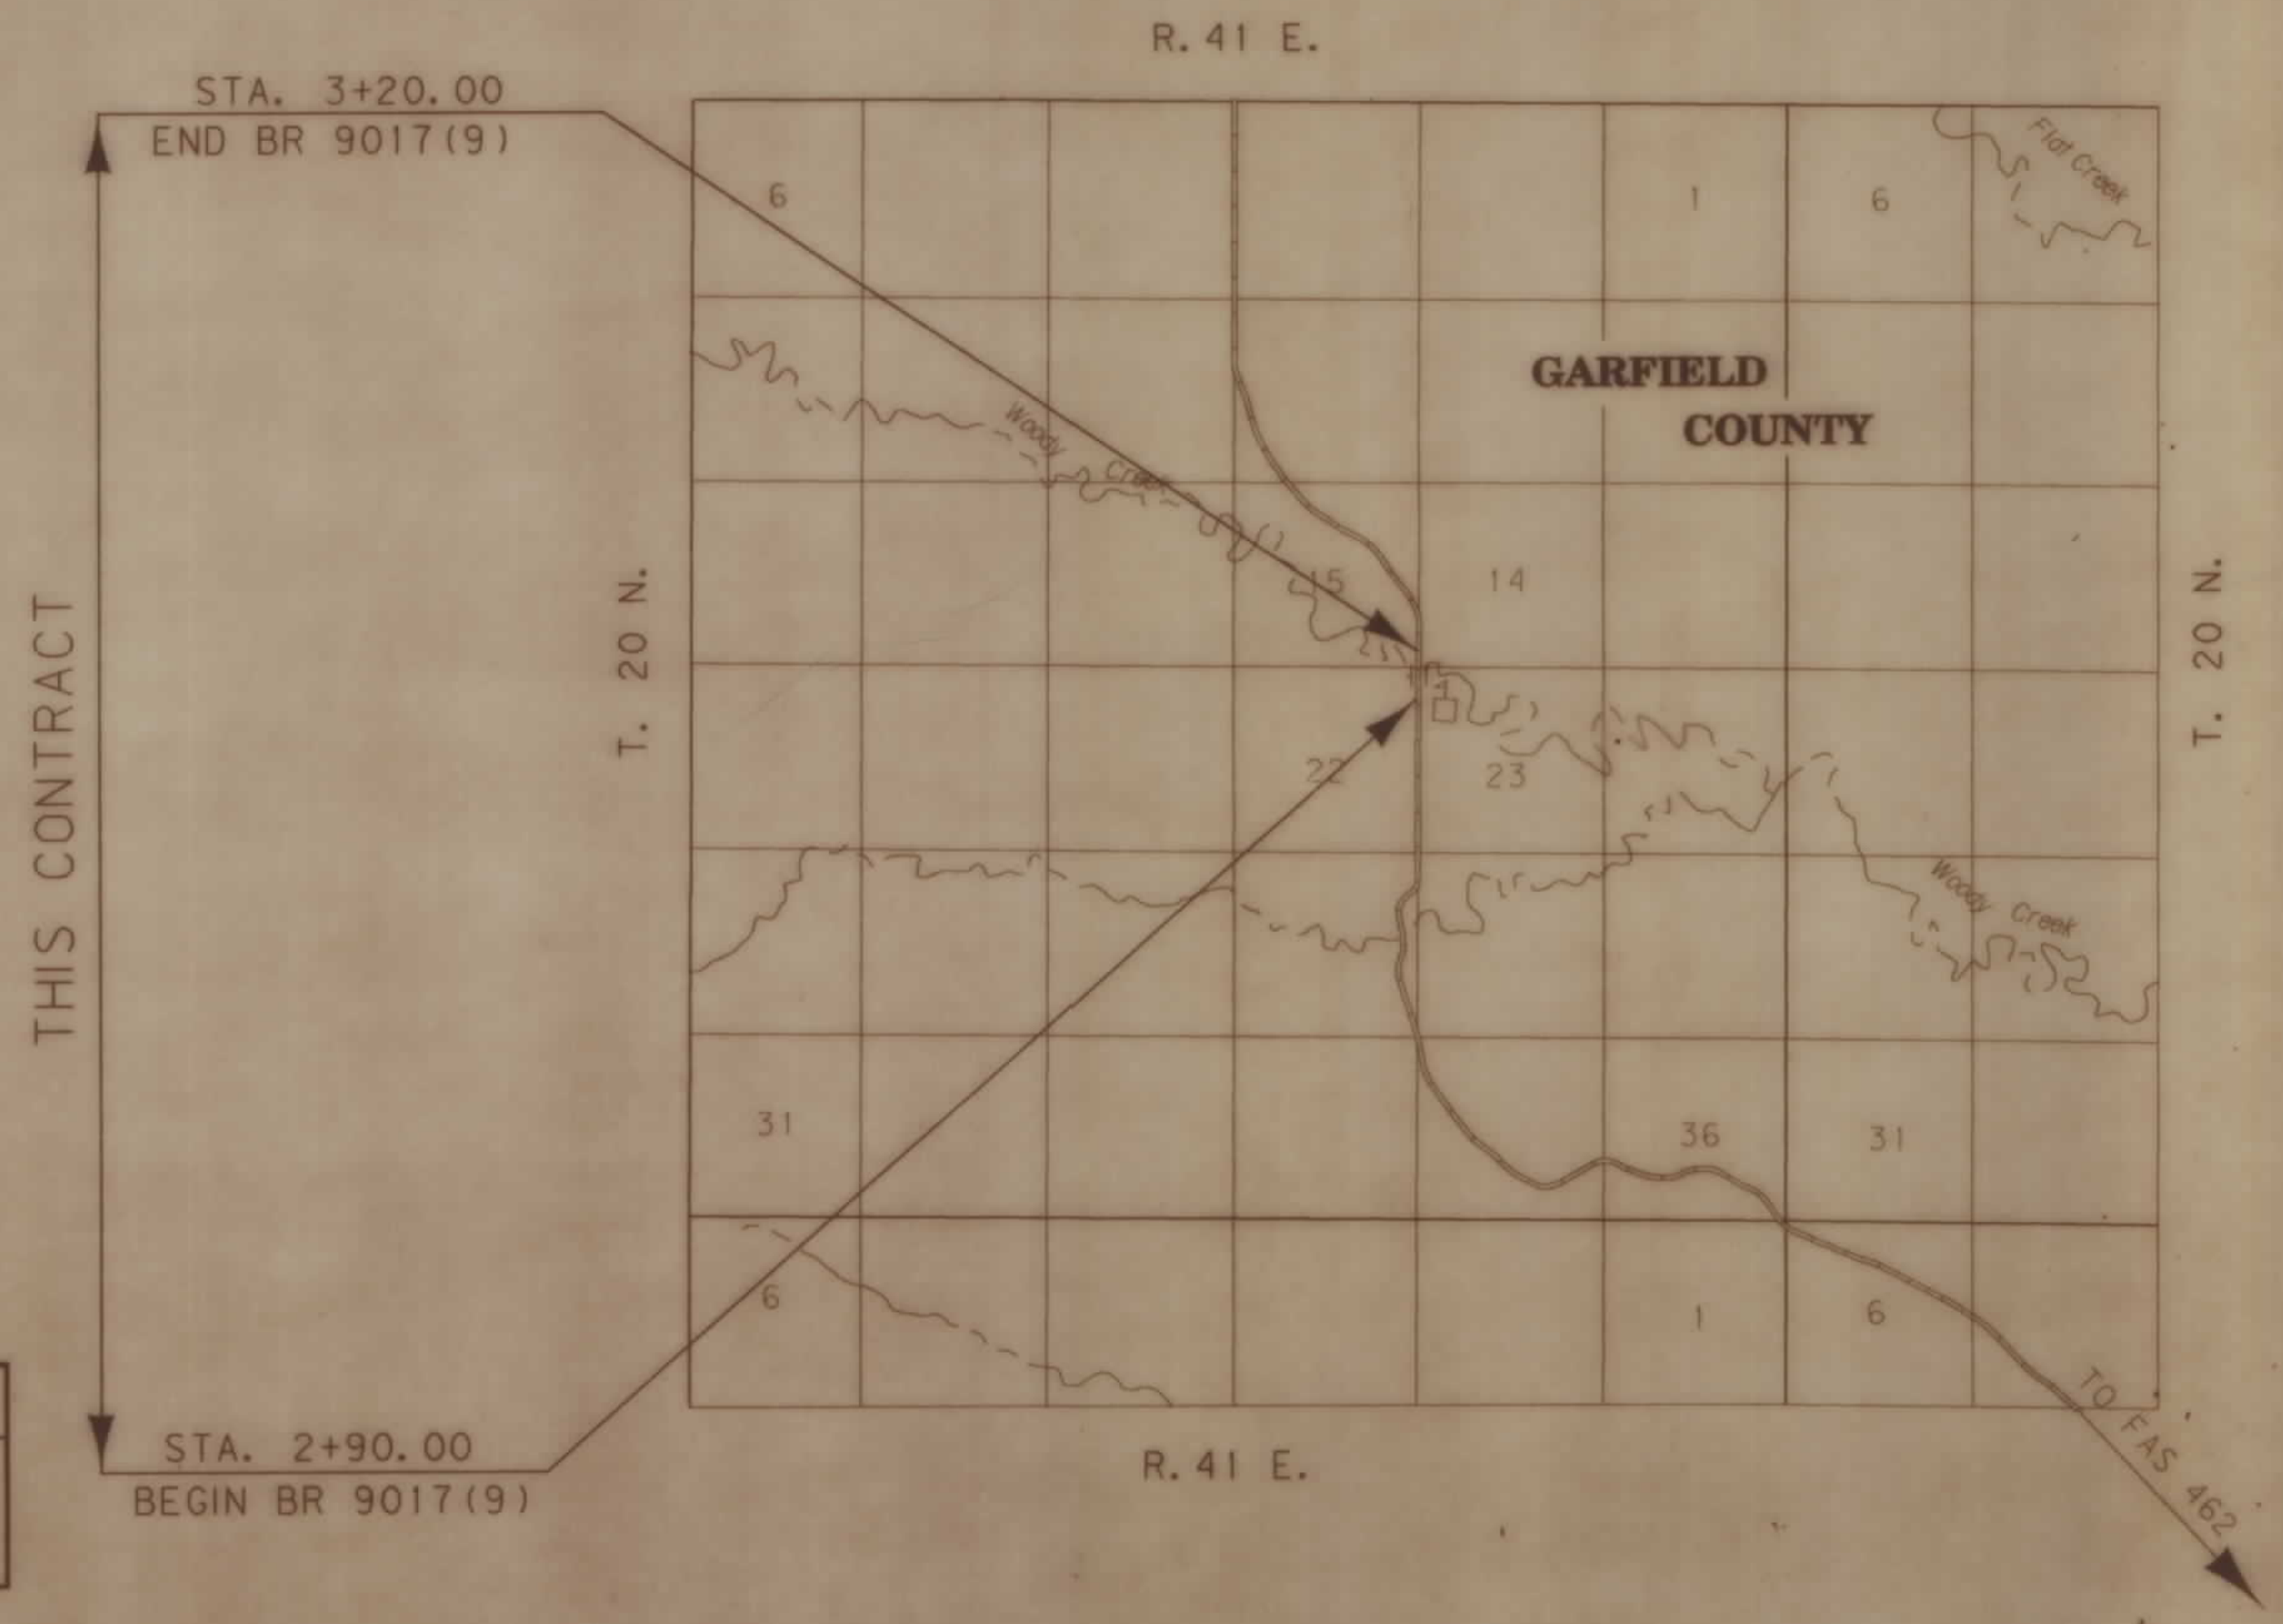 R. 41 E.
STA. 3+20.00
END BR 9017(9)
6
1
6
Flat Creek
GARFIELD
COUNTY
Woody Creek
15
14
T. 20 N.
T. 20 N.
THIS CONTRACT
22
23
Woody Creek
31
36
31
6
1
6
TO FAS 462
STA. 2+90.00
BEGIN BR 9017(9)
R. 41 E.